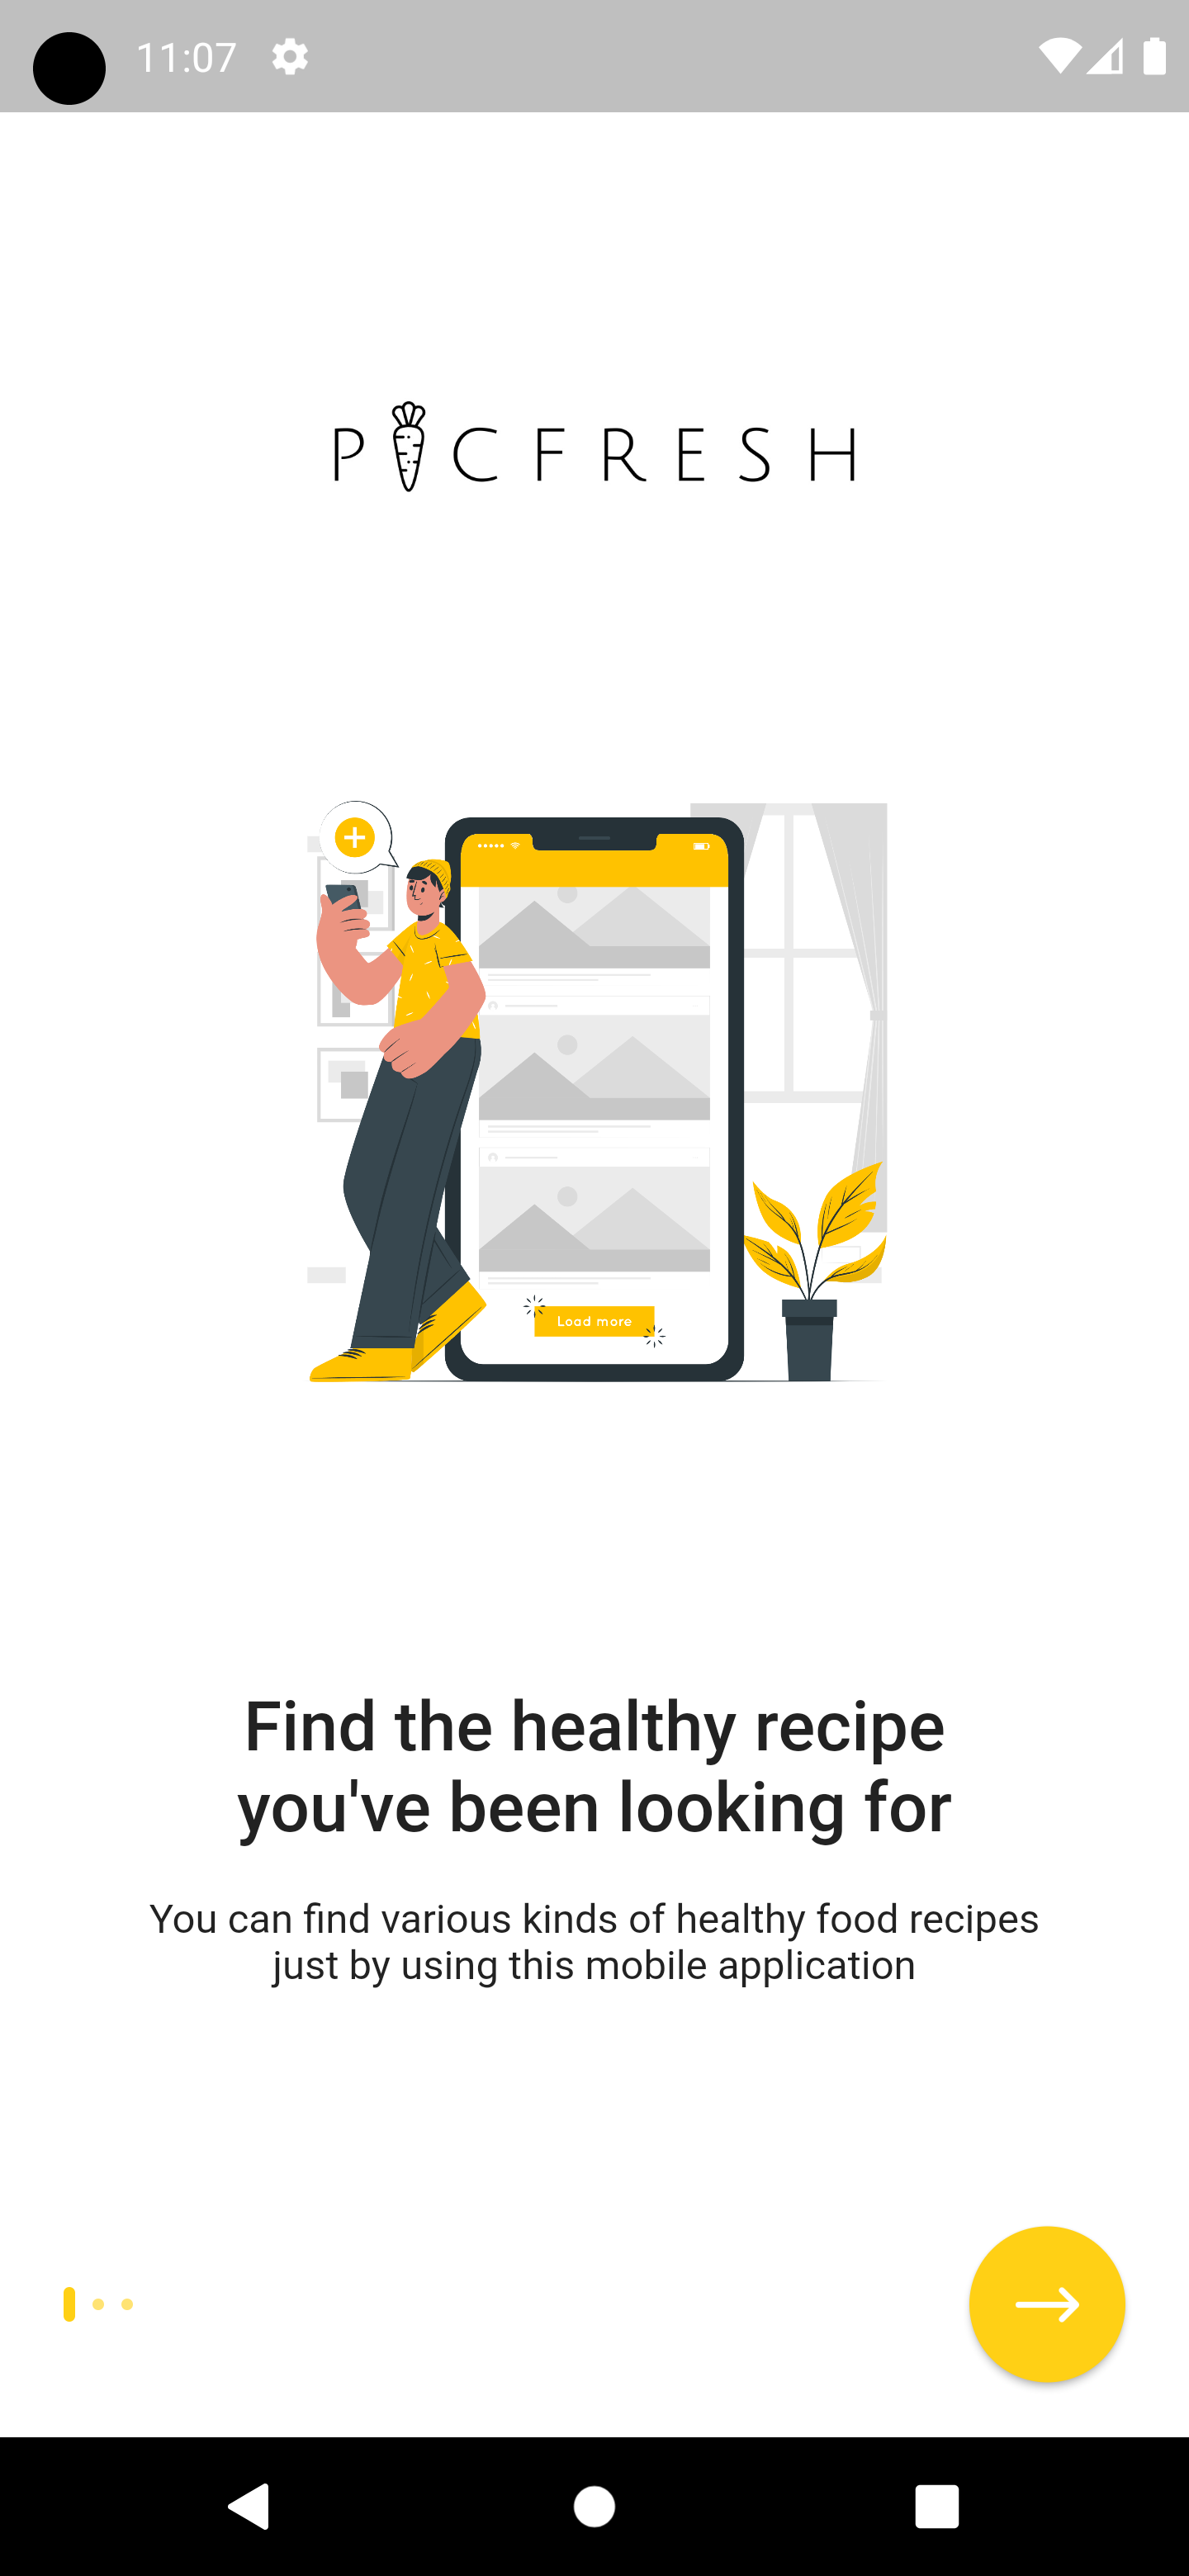 11:07
PICFRESH
Load more
Find the healthy recipe
you've been looking for
You can find various kinds of healthy food recipes
just by using this mobile application